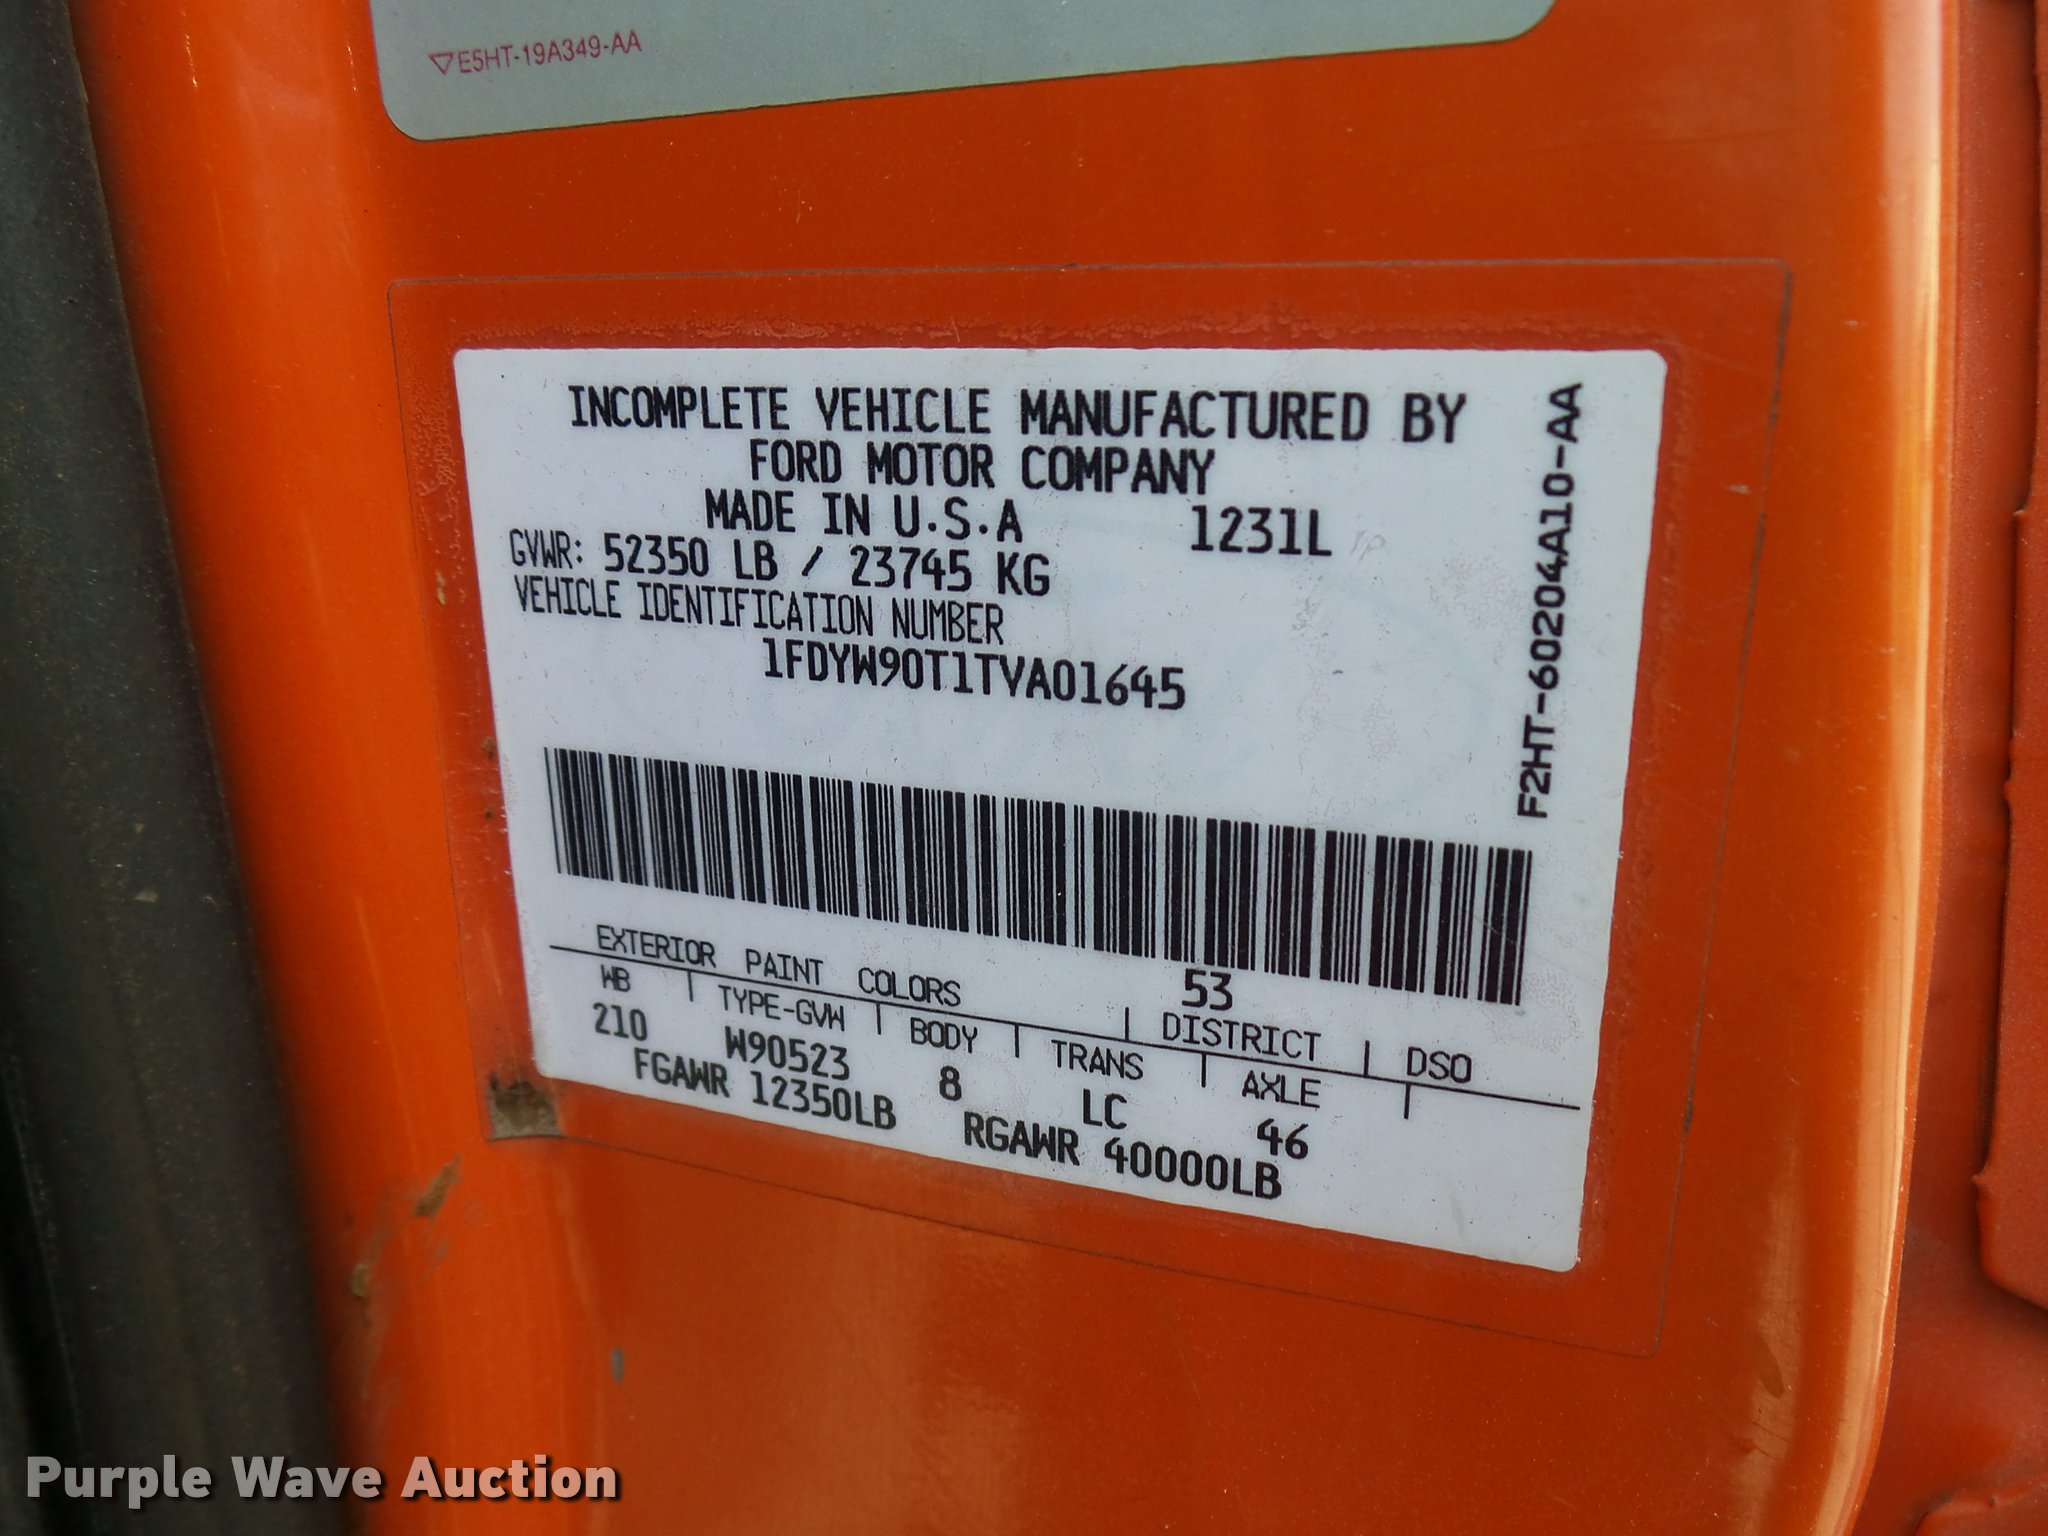 ▽E5HT-19A349-AA
INCOMPLETE VEHICLE MANUFACTURED BY
FORD MOTOR COMPANY
MADE IN U.S.A 1231L
GVWR: 52350 LB / 23745 KG
VEHICLE IDENTIFICATION NUMBER
1FDYW90T1TVA01645
F2HT-60204A10-AA
EXTERIOR PAINT COLORS 53 DISTRICT DSO
WB TYPE-GVW BODY TRANS AXLE
210 W90523 8 LC 46
FGAWR 12350LB RGAWR 40000LB
Purple Wave Auction